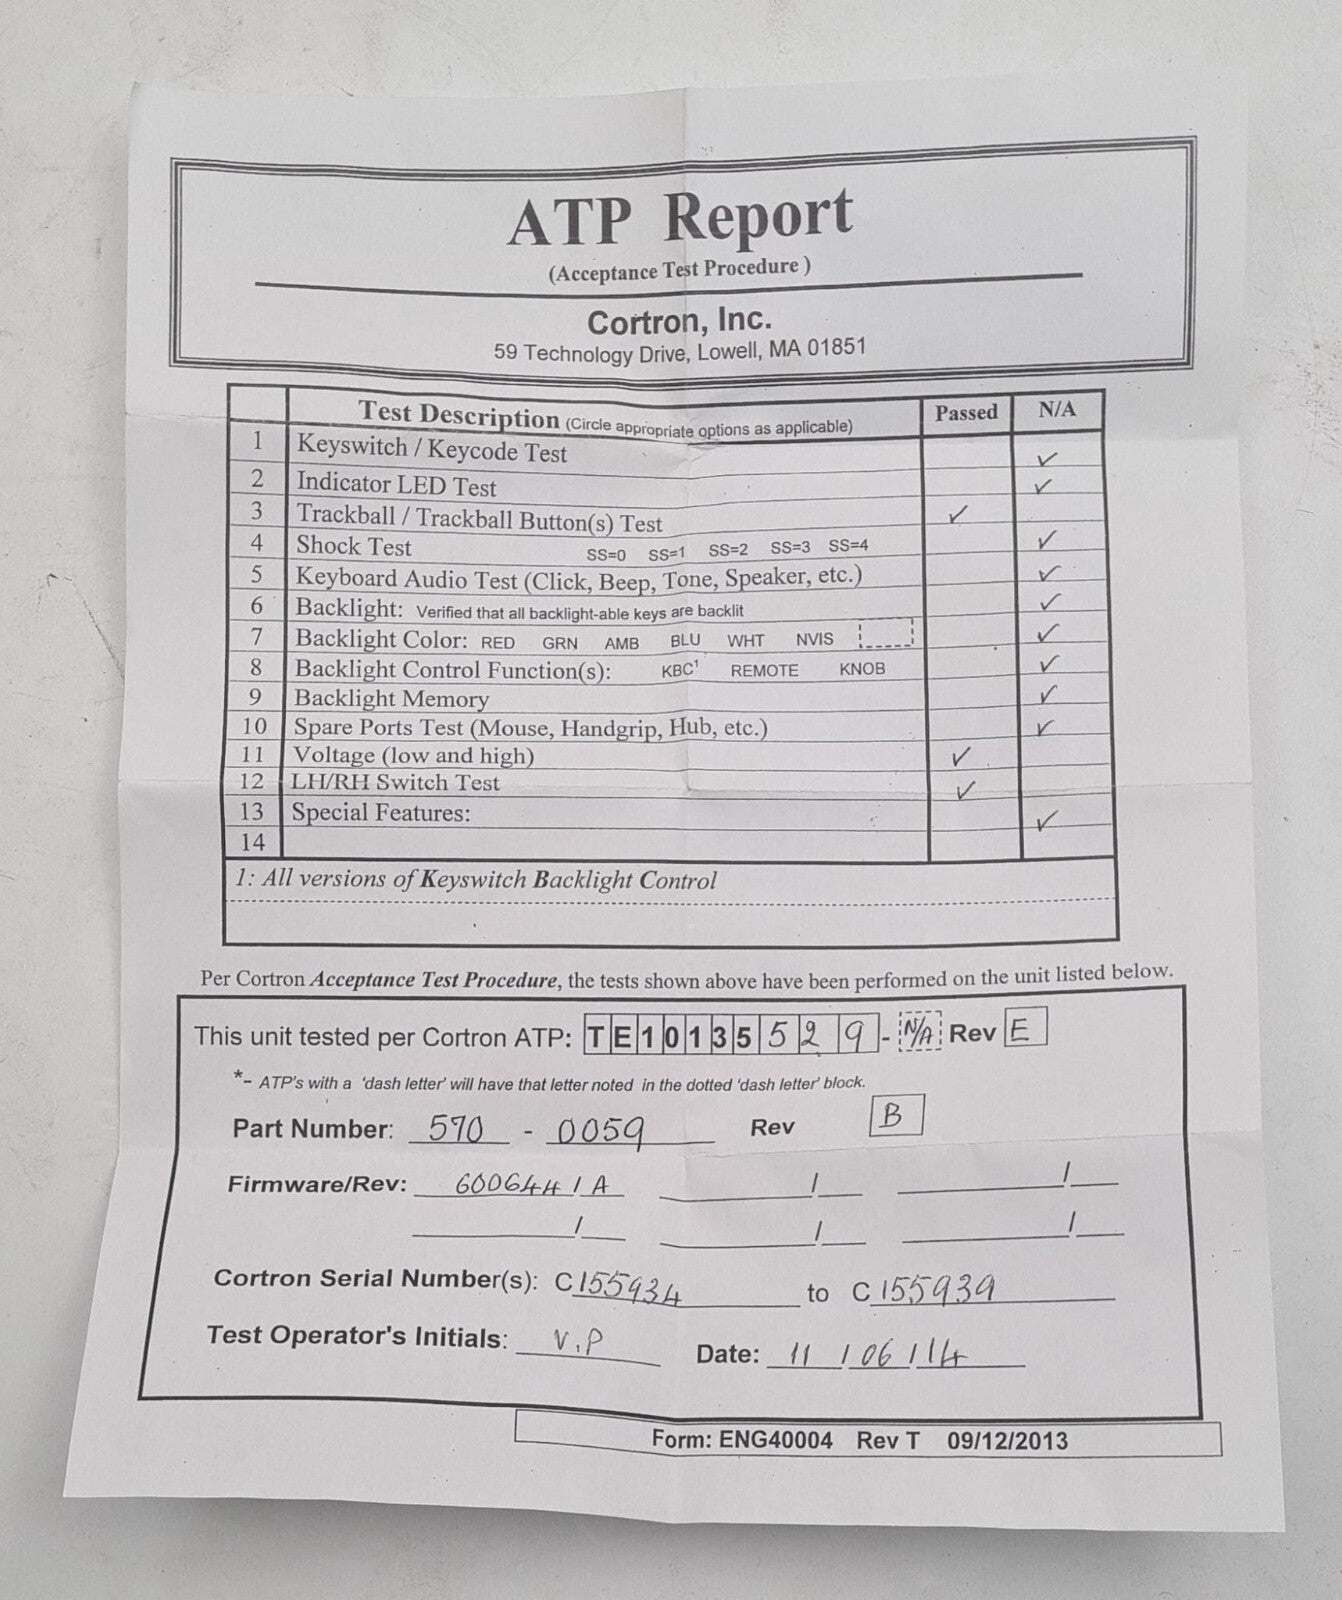 ATP Report
(Acceptance Test Procedure )
Cortron, Inc.
59 Technology Drive, Lowell, MA 01851
Test Description (Circle appropriate options as applicable) Passed N/A
1 Keyswitch / Keycode Test ✓
2 Indicator LED Test ✓
3 Trackball / Trackball Button(s) Test ✓
4 Shock Test SS=0 SS=1 SS=2 SS=3 SS=4 ✓
5 Keyboard Audio Test (Click, Beep, Tone, Speaker, etc.) ✓
6 Backlight: Verified that all backlight-able keys are backlit ✓
7 Backlight Color: RED GRN AMB BLU WHT NVIS ✓
8 Backlight Control Function(s): KBC¹ REMOTE KNOB ✓
9 Backlight Memory ✓
10 Spare Ports Test (Mouse, Handgrip, Hub, etc.) ✓
11 Voltage (low and high) ✓
12 LH/RH Switch Test ✓
13 Special Features: ✓
14
1: All versions of Keyswitch Backlight Control
Per Cortron Acceptance Test Procedure, the tests shown above have been performed on the unit listed below.
This unit tested per Cortron ATP: TE10135529 - N/A Rev E
*- ATP's with a 'dash letter' will have that letter noted in the dotted 'dash letter' block.
Part Number: 570 - 0059 Rev B
Firmware/Rev: 600644 / A / /
/ / /
Cortron Serial Number(s): C155934 to C155939
Test Operator's Initials: V.P Date: 11 / 06 / 14
Form: ENG40004 Rev T 09/12/2013